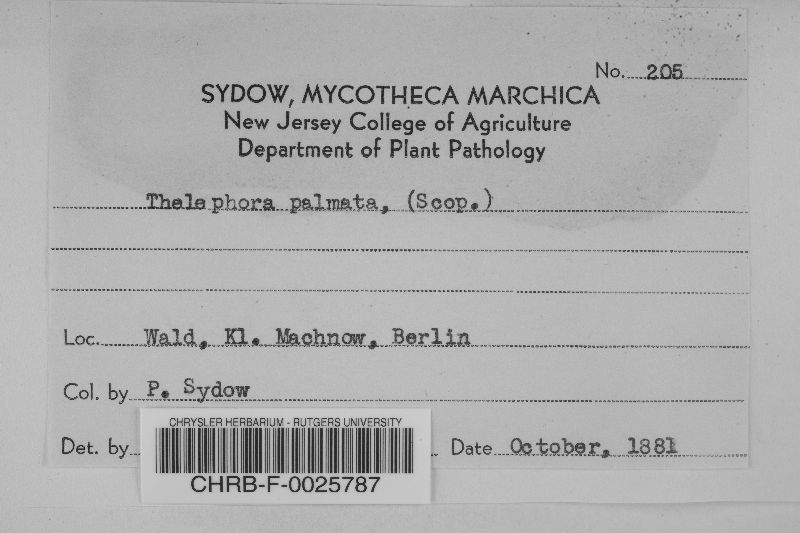 No. 205
SYDOW, MYCOTHECA MARCHICA
New Jersey College of Agriculture
Department of Plant Pathology
Thelephora palmata, (Scop.)
Loc. Wald, Kl. Machnow, Berlin
Col. by P. Sydow
Det. by
Date October, 1881
CHRYSLER HERBARIUM - RUTGERS UNIVERSITY
CHRB-F-0025787